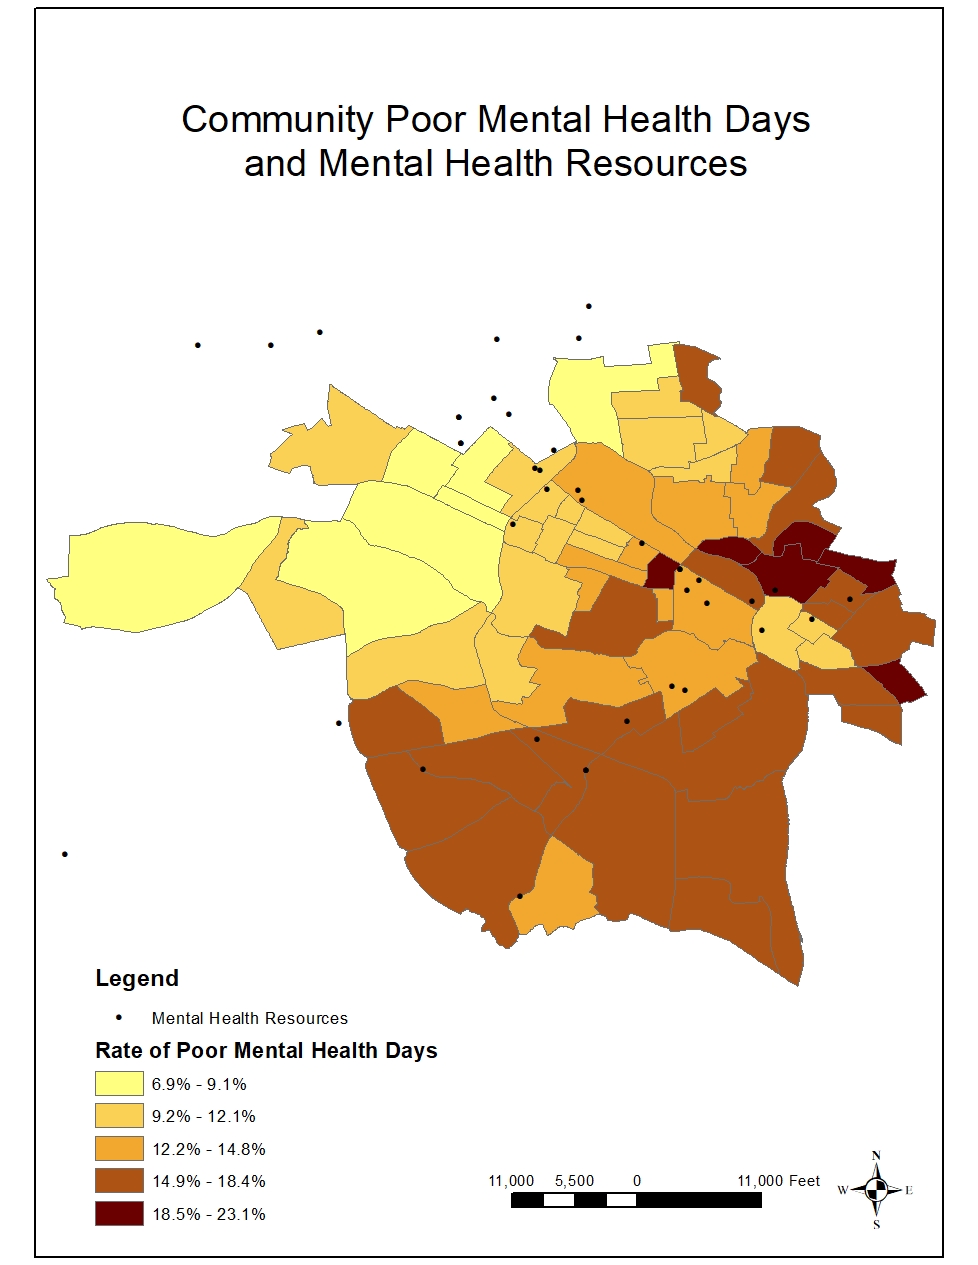 Community Poor Mental Health Days
and Mental Health Resources
Legend
Mental Health Resources
Rate of Poor Mental Health Days
6.9% - 9.1%
9.2% - 12.1%
12.2% - 14.8%
14.9% - 18.4%
18.5% - 23.1%
11,000 5,500 0 11,000 Feet
N
W E
S